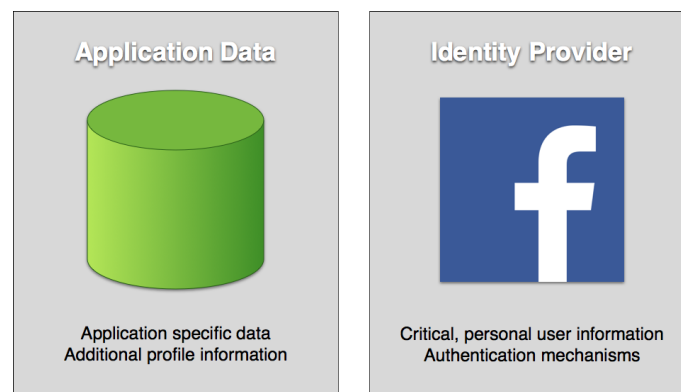 Application Data
Application specific data
Additional profile information
Identity Provider
f
Critical, personal user information
Authentication mechanisms